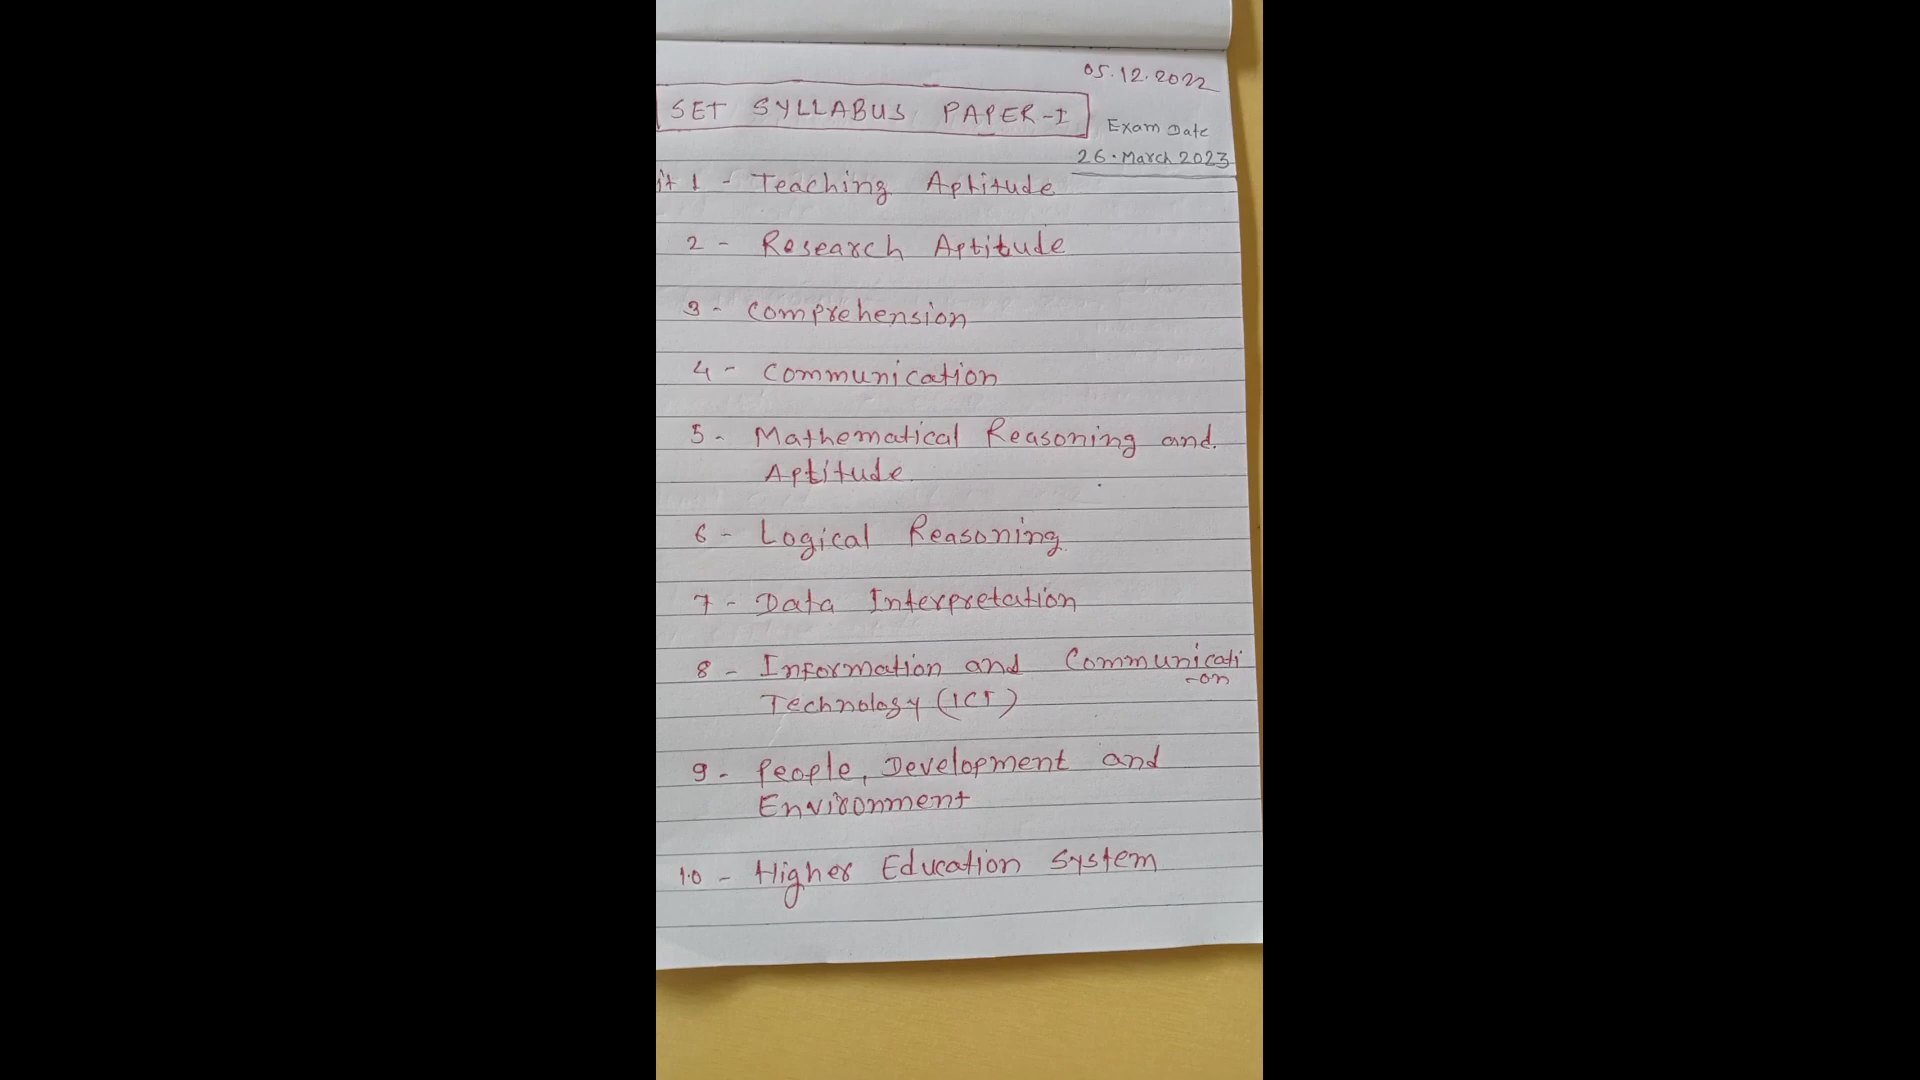 05.12.2022
SET SYLLABUS PAPER-I
Exam Date
26. March 2023
it 1 - Teaching Aptitude
2 - Research Aptitude
3 - Comprehension
4 - Communication
5 - Mathematical Reasoning and
Aptitude
6 - Logical Reasoning
7 - Data Interpretation
8 - Information and Communicati
-on
Technology (ICT)
9 - People, Development and
Environment
10 - Higher Education System